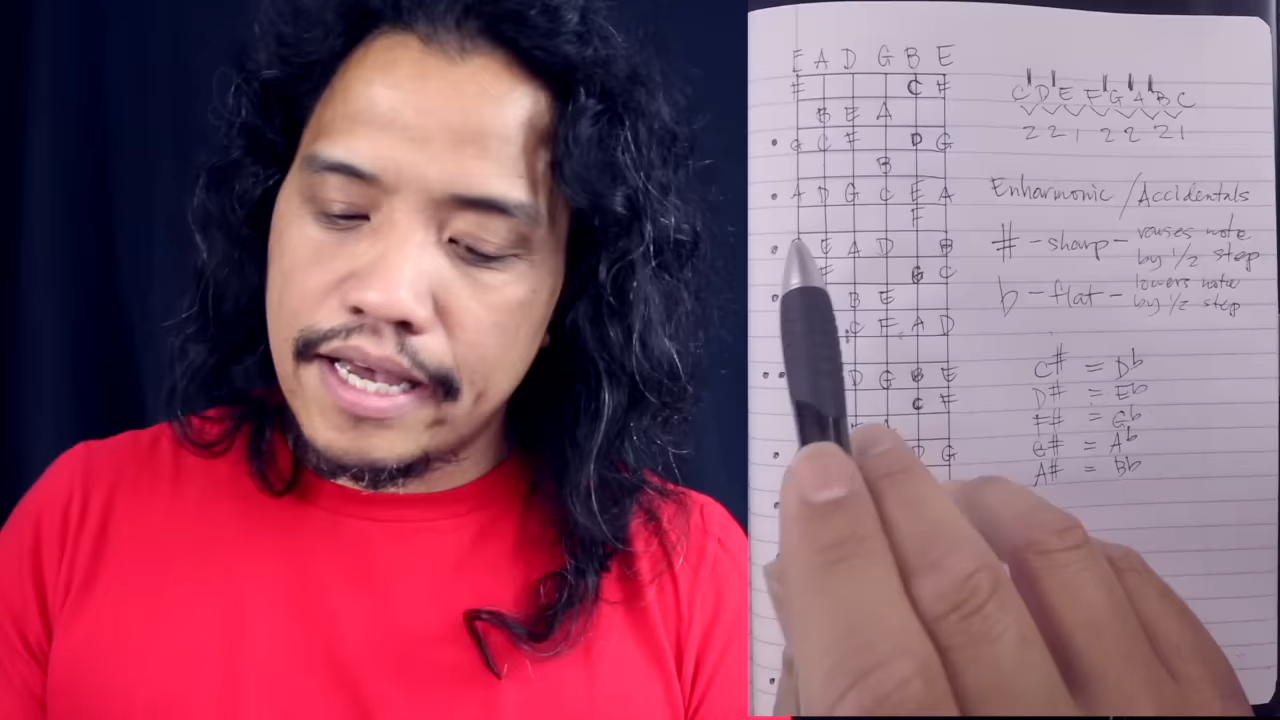 E A D G B E
F C F
B E A
G C F D G
B
A D G C E A
F
E A D B
F G C
B E
C F A D
D G B E
C F
D G
C D E F G A B C
2 2 1 2 2 2 1
Enharmonic / Accidentals
# - sharp - rauses note
by 1/2 step
b - flat - lowers note
by 1/2 step
C# = Db
D# = Eb
F# = Gb
G# = Ab
A# = Bb